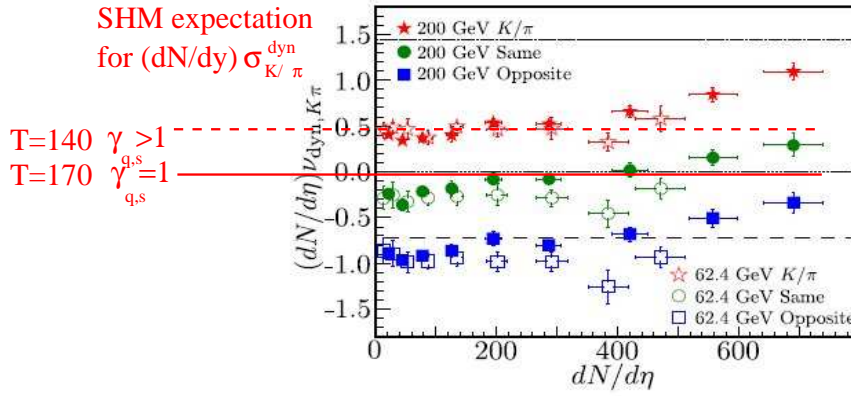 SHM expectation
for (dN/dy) σ dyn K/ π
T=140 γ q,s >1
T=170 γ q,s =1
(dN/dη)ν dyn,Kπ
1.5
1.0
0.5
0.0
-0.5
-1.0
-1.5
200 GeV K/π
200 GeV Same
200 GeV Opposite
62.4 GeV K/π
62.4 GeV Same
62.4 GeV Opposite
0 200 400 600
dN/dη